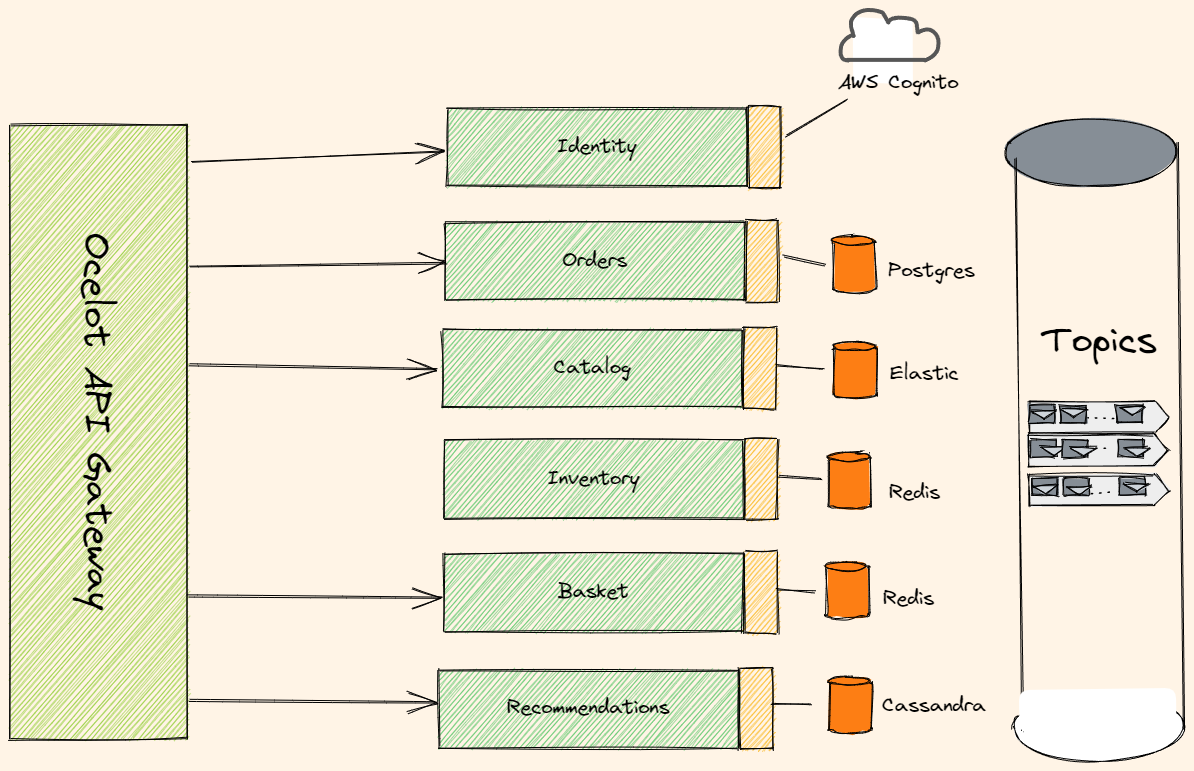 AWS Cognito
Identity
Orders
Postgres
Ocelot API Gateway
Topics
Catalog
Elastic
Inventory
Redis
Basket
Redis
Recommendations
Cassandra